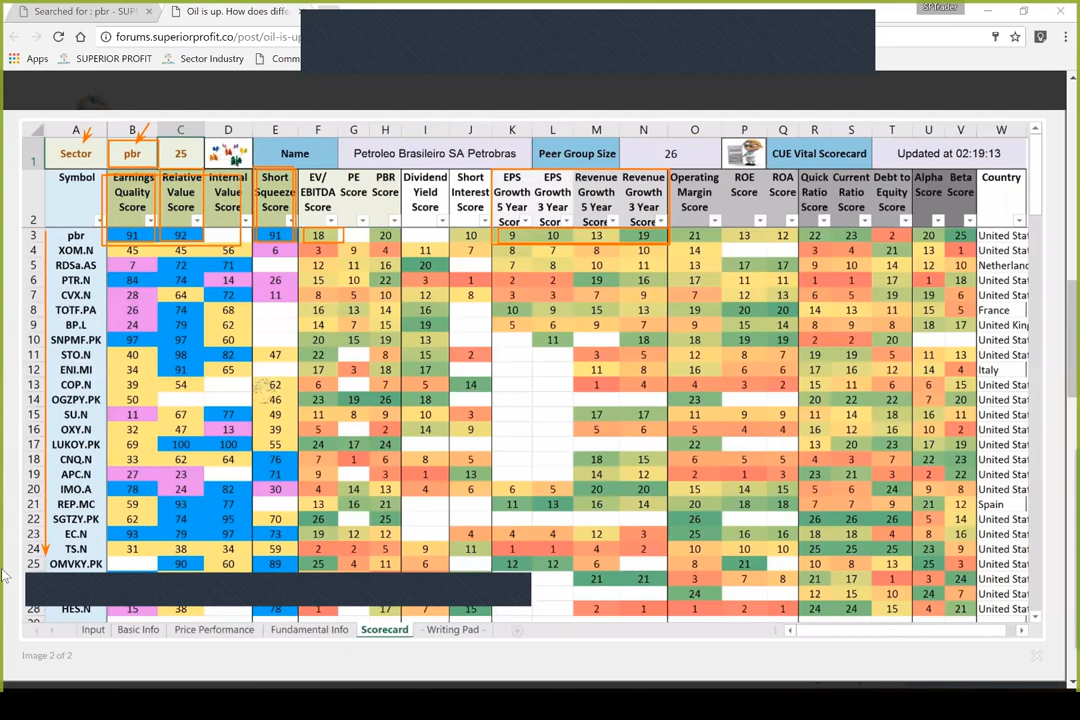 SPTrader
Searched for : pbr - SUP
Oil is up. How does differ
forums.superiorprofit.co/post/oil-is-up
Apps SUPERIOR PROFIT Sector Industry Comm
A B C D E F G H I J K L M N O P Q R S T U V W
1 Sector pbr 25 Name Petroleo Brasileiro SA Petrobras Peer Group Size 26 CUE Vital Scorecard Updated at 02:19:13
2 Symbol Earnings Quality Score Relative Value Score Internal Value Score Short Squeeze Score EV/ EBITDA PE Score PBR Score Dividend Yield Score Short Interest Score EPS Growth 5 Year Score EPS Growth 3 Year Score Revenue Growth 5 Year Score Revenue Growth 3 Year Score Operating Margin Score ROE Score ROA Score Quick Ratio Current Ratio Debt to Equity Score Alpha Score Beta Score Country
3 pbr 91 92 91 18 20 10 9 10 13 19 21 13 12 22 23 2 20 25 United Stat
4 XOM.N 45 45 56 6 3 9 4 11 7 8 7 8 10 14 3 4 21 13 1 United Stat
5 RDSa.AS 7 72 71 12 11 16 20 7 8 10 11 13 17 17 9 10 14 12 10 Netherland
6 PTR.N 84 74 14 26 15 10 22 3 1 2 2 19 16 17 11 11 1 1 17 1 18 United Stat
7 CVX.N 28 64 72 11 8 5 10 12 8 3 3 7 9 7 12 13 6 5 19 19 6 United Stat
8 TOTF.PA 26 74 68 16 13 14 16 10 9 15 13 19 20 20 14 13 11 15 5 France
9 BP.L 24 79 62 14 7 15 19 5 6 9 7 15 14 14 8 9 8 18 17 United King
10 SNPMF.PK 97 97 60 20 15 19 13 11 18 18 19 19 2 2 20 United Stat
11 STO.N 40 98 82 47 22 8 15 2 3 5 12 8 7 19 19 5 11 13 United Stat
12 ENI.MI 34 91 65 17 3 18 17 11 8 16 6 6 17 16 12 14 4 Italy
13 COP.N 39 54 62 6 7 5 14 1 4 4 3 2 15 11 6 6 15 United Stat
14 OGZPY.PK 50 46 23 19 26 18 23 20 22 22 7 20 United Stat
15 SU.N 11 67 77 49 11 8 9 10 3 17 17 11 9 9 11 14 18 16 11 United Stat
16 OXY.N 32 47 13 39 5 2 14 9 5 6 5 4 4 16 12 16 10 2 United Stat
17 LUKOY.PK 69 100 100 55 24 17 24 22 13 20 23 17 19 United Stat
18 CNQ.N 33 62 64 76 7 1 6 8 5 18 15 6 5 5 4 3 7 22 23 United Stat
19 APC.N 27 23 71 9 3 1 13 14 12 2 1 3 23 21 3 2 22 United Stat
20 IMO.A 78 24 82 30 4 14 13 4 6 6 5 20 20 8 15 18 5 6 24 9 8 United Stat
21 REP.MC 59 93 77 13 16 21 11 13 16 14 20 18 18 7 7 9 21 12 Spain
22 SGTZY.PK 62 74 95 70 26 25 26 26 26 26 5 14 United Stat
23 EC.N 93 79 97 73 19 12 12 4 4 4 12 3 25 16 16 18 18 4 8 16 United Stat
24 TS.N 31 38 34 59 2 2 5 9 11 1 1 4 2 10 10 10 25 25 25 23 3 United Stat
25 OMVKY.PK 90 60 89 25 4 11 6 12 12 6 8 21 10 8 13 25 9 United Stat
21 21 3 7 8 21 17 1 3 24 United Stat
24 12 15 10 24 7 United Stat
28 HES.N 15 38 78 1 17 7 15 2 1 1 2 1 24 24 15 4 21 United Stat
Input Basic Info Price Performance Fundamental Info Scorecard - Writing Pad -
Image 2 of 2